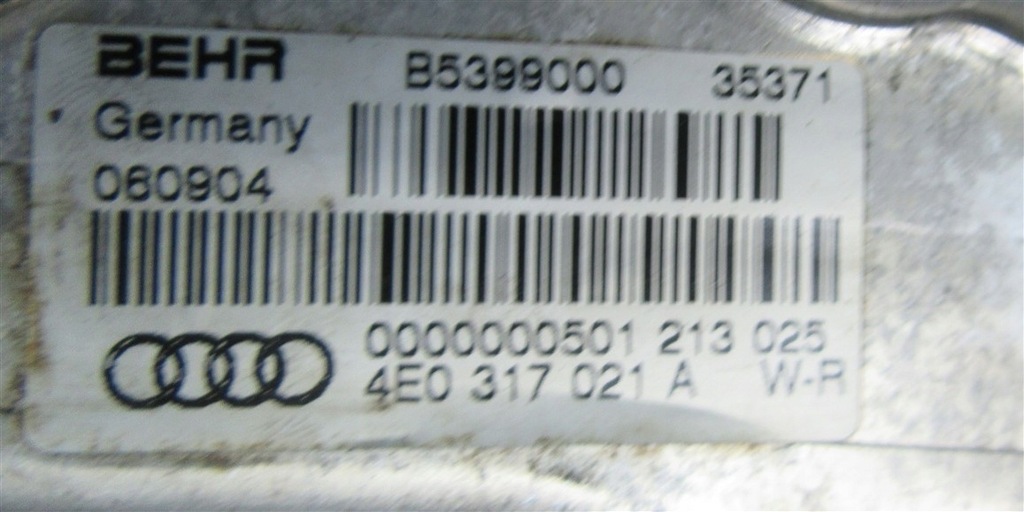 BEHR B5399000 35371
Germany
060904
0000000501 213 025
4E0 317 021 A W-R